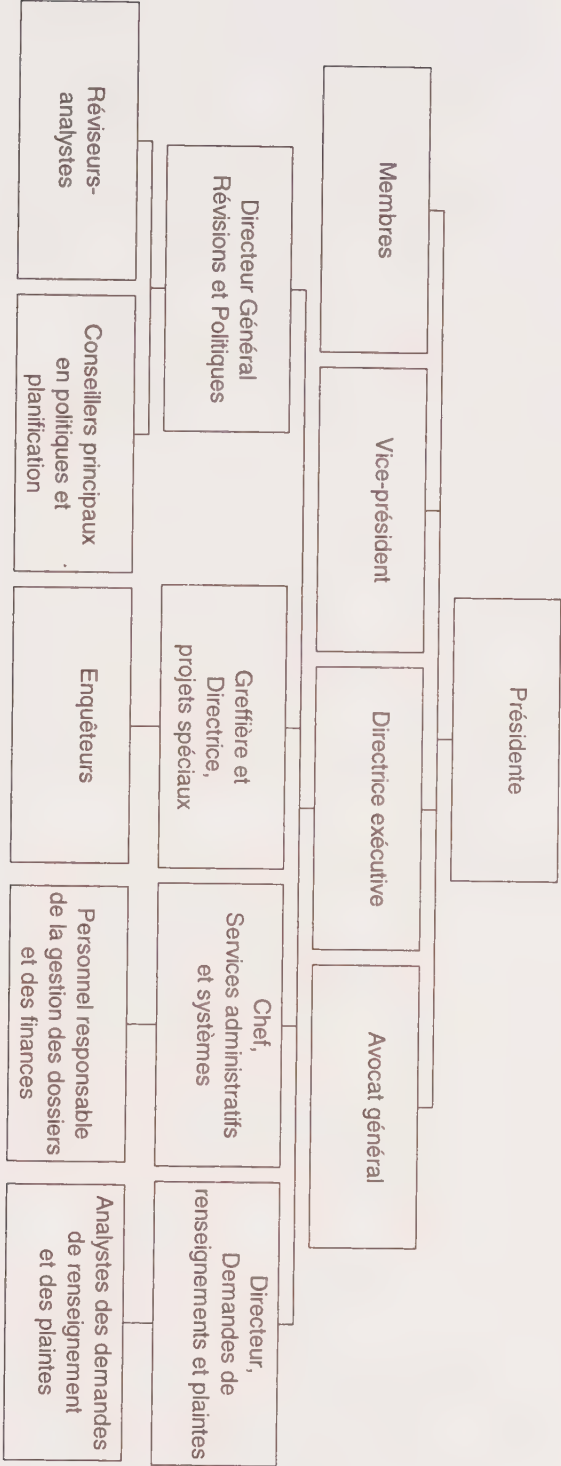 Présidente
Membres
Vice-président
Directrice exécutive
Avocat général
Directeur Général
Révisions et Politiques
Greffière et
Directrice,
projets spéciaux
Chef,
Services administratifs
et systèmes
Directeur,
Demandes de
renseignements et plaintes
Réviseurs-
analystes
Conseillers principaux
en politiques et
planification
Enquêteurs
Personnel responsable
de la gestion des dossiers
et des finances
Analystes des demandes
de renseignement
et des plaintes